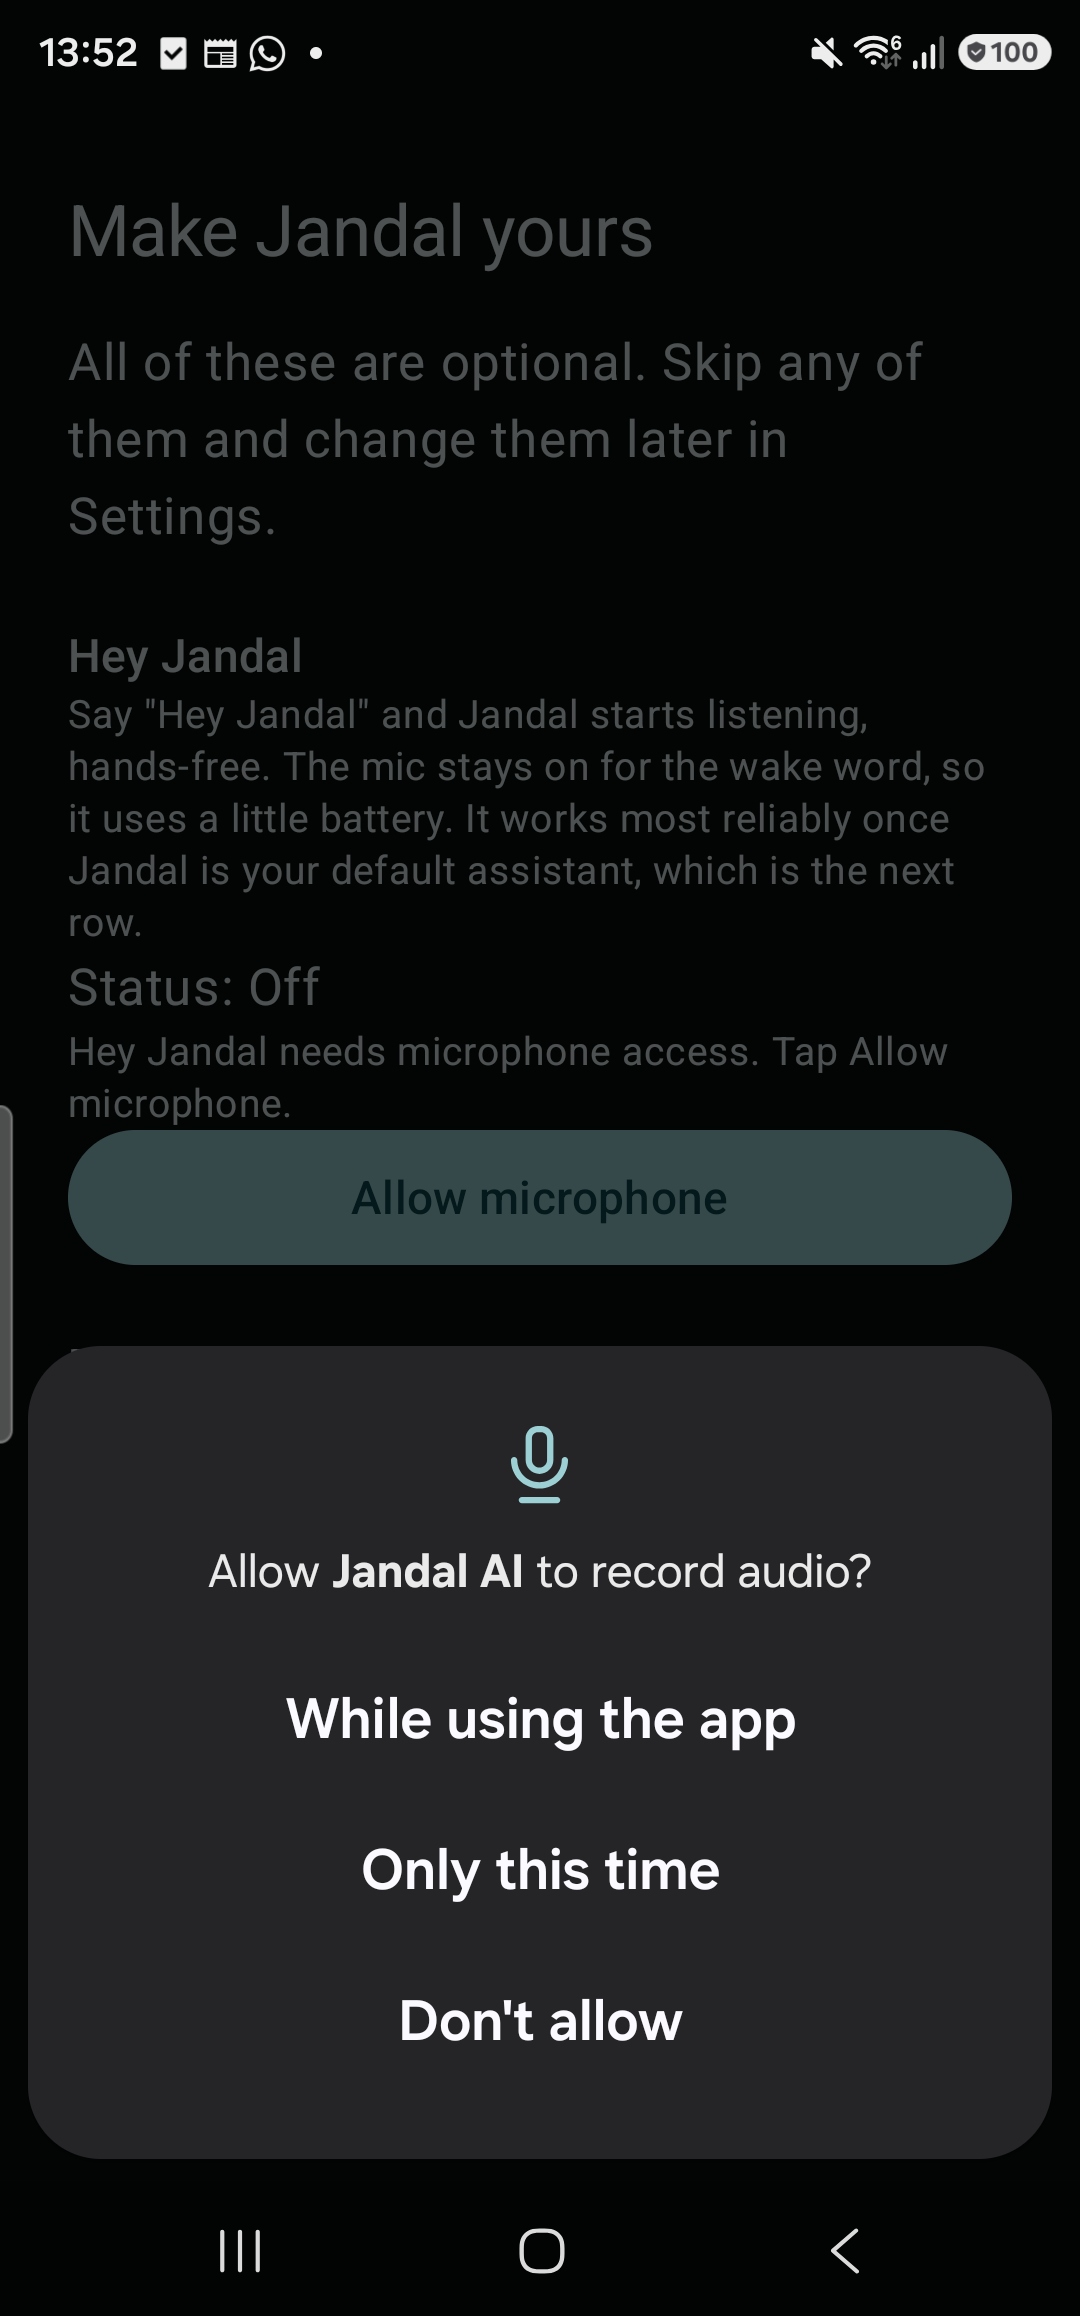 13:52
6
100
Make Jandal yours
All of these are optional. Skip any of
them and change them later in
Settings.
Hey Jandal
Say "Hey Jandal" and Jandal starts listening,
hands-free. The mic stays on for the wake word, so
it uses a little battery. It works most reliably once
Jandal is your default assistant, which is the next
row.
Status: Off
Hey Jandal needs microphone access. Tap Allow
microphone.
Allow microphone
Allow Jandal AI to record audio?
While using the app
Only this time
Don't allow